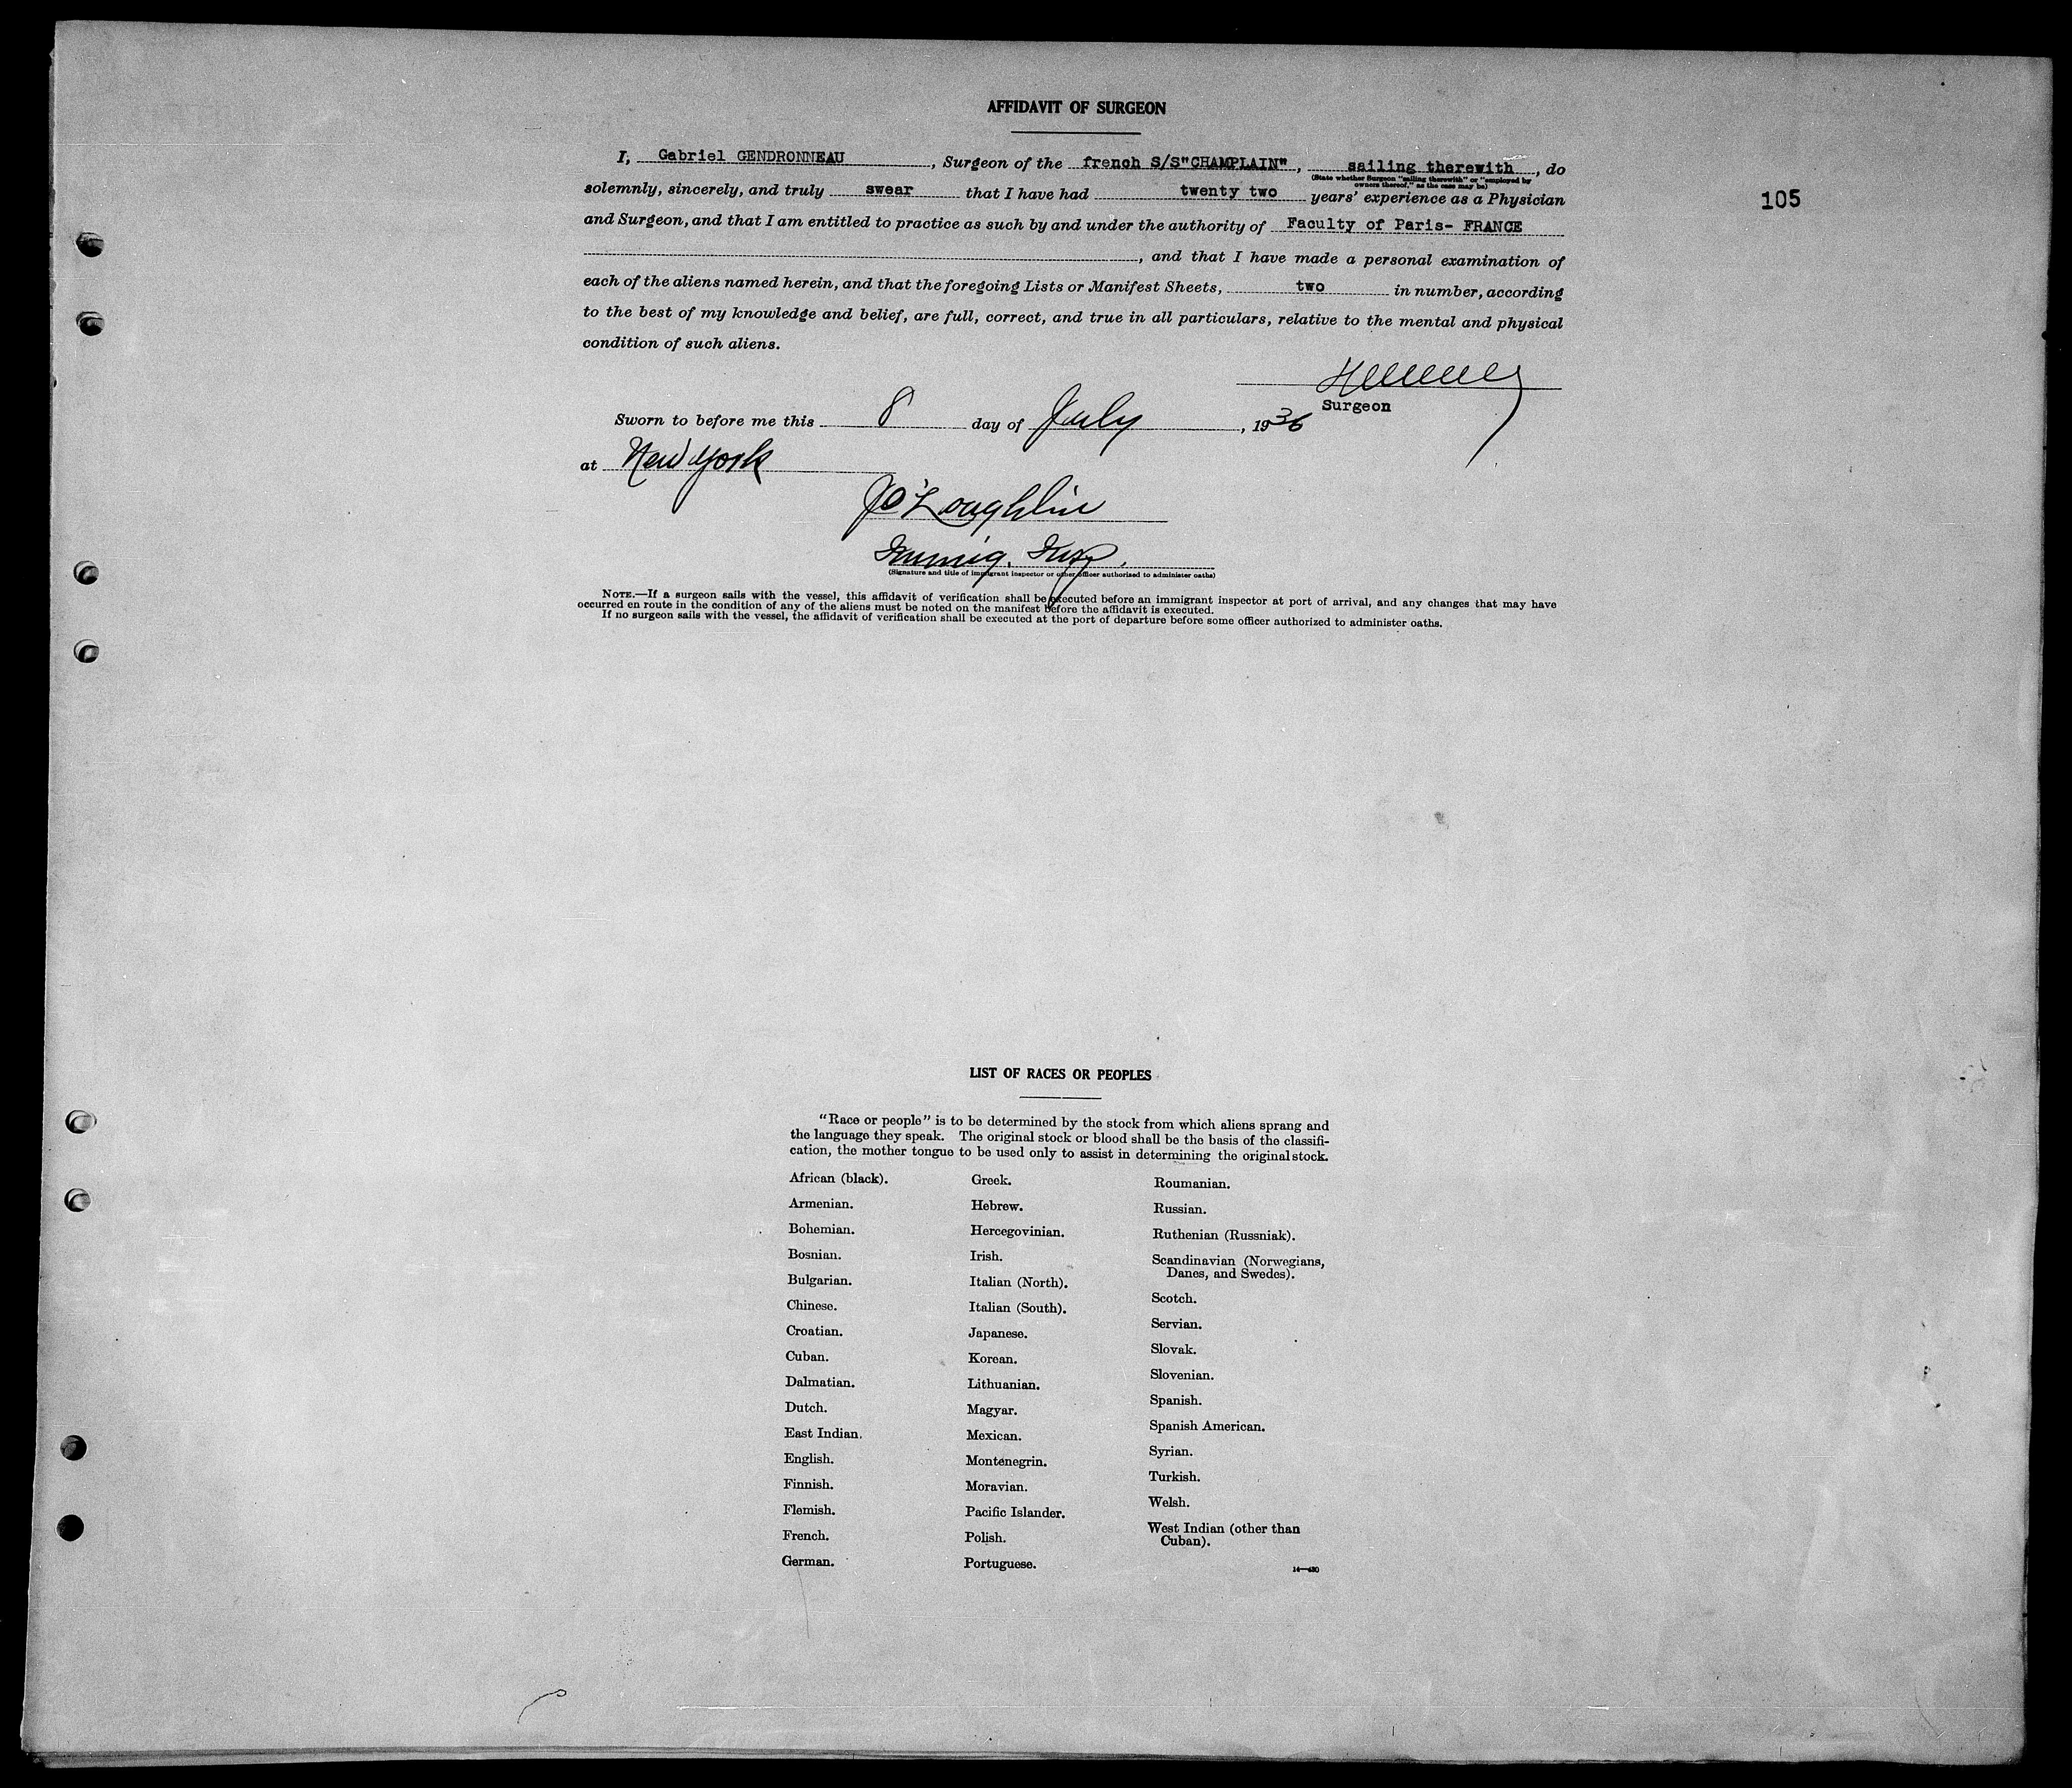 AFFIDAVIT OF SURGEON
I, Gabriel GENDRONNEAU, Surgeon of the french S/S"CHAMPLAIN", sailing therewith, do
(State whether Surgeon "sailing therewith" or "employed by owners thereof," as the case may be)
solemnly, sincerely, and truly swear that I have had twenty two years' experience as a Physician
105
and Surgeon, and that I am entitled to practice as such by and under the authority of Faculty of Paris- FRANCE
, and that I have made a personal examination of
each of the aliens named herein, and that the foregoing Lists or Manifest Sheets, two in number, according
to the best of my knowledge and belief, are full, correct, and true in all particulars, relative to the mental and physical
condition of such aliens.
Surgeon
Sworn to before me this 8 day of July, 1936
at New York
J O'Loughlin
Immig. Insp.
(Signature and title of immigrant inspector or other officer authorized to administer oaths)
NOTE.—If a surgeon sails with the vessel, this affidavit of verification shall be executed before an immigrant inspector at port of arrival, and any changes that may have
occurred en route in the condition of any of the aliens must be noted on the manifest before the affidavit is executed.
If no surgeon sails with the vessel, the affidavit of verification shall be executed at the port of departure before some officer authorized to administer oaths.
LIST OF RACES OR PEOPLES
"Race or people" is to be determined by the stock from which aliens sprang and
the language they speak. The original stock or blood shall be the basis of the classifi-
cation, the mother tongue to be used only to assist in determining the original stock.
African (black).
Armenian.
Bohemian.
Bosnian.
Bulgarian.
Chinese.
Croatian.
Cuban.
Dalmatian.
Dutch.
East Indian.
English.
Finnish.
Flemish.
French.
German.
Greek.
Hebrew.
Hercegovinian.
Irish.
Italian (North).
Italian (South).
Japanese.
Korean.
Lithuanian.
Magyar.
Mexican.
Montenegrin.
Moravian.
Pacific Islander.
Polish.
Portuguese.
Roumanian.
Russian.
Ruthenian (Russniak).
Scandinavian (Norwegians,
Danes, and Swedes).
Scotch.
Servian.
Slovak.
Slovenian.
Spanish.
Spanish American.
Syrian.
Turkish.
Welsh.
West Indian (other than
Cuban).
14—430